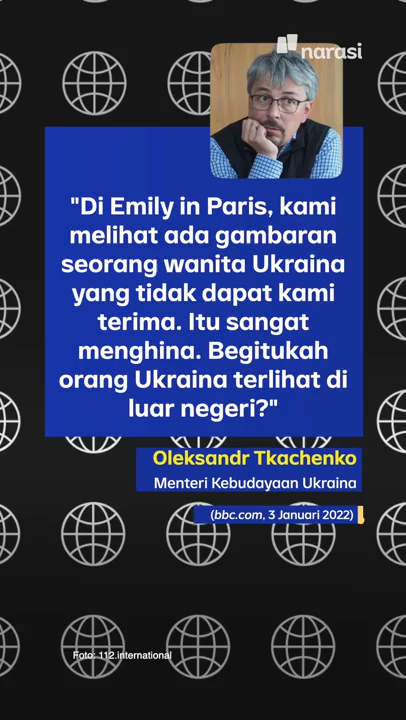 narasi
"Di Emily in Paris, kami
melihat ada gambaran
seorang wanita Ukraina
yang tidak dapat kami
terima. Itu sangat
menghina. Begitukah
orang Ukraina terlihat di
luar negeri?"
Oleksandr Tkachenko
Menteri Kebudayaan Ukraina
(bbc.com, 3 Januari 2022)
Foto: 112.international